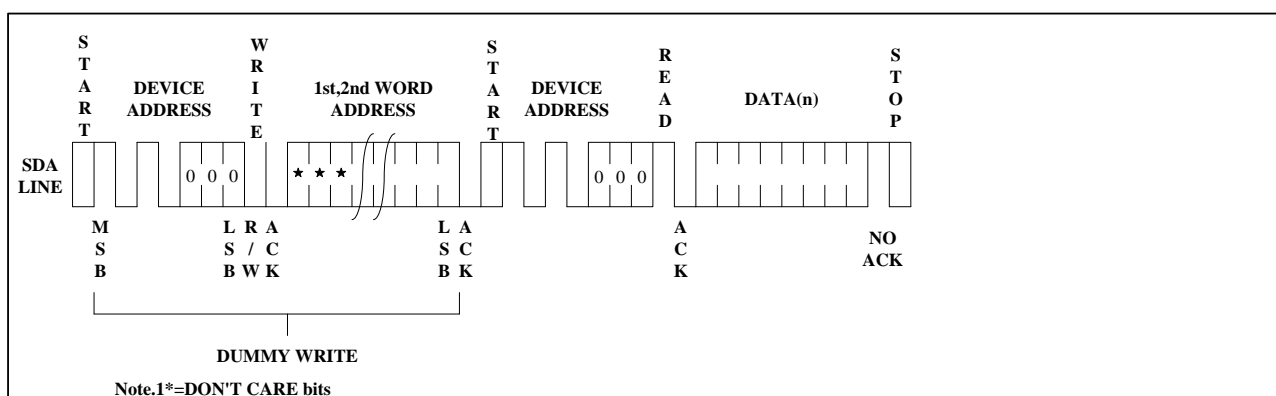 START
DEVICE
ADDRESS
WRITE
1st,2nd WORD
ADDRESS
START
DEVICE
ADDRESS
READ
DATA(n)
STOP
SDA
LINE
0 0 0
★ ★ ★
0 0 0
MSB
LSB
R/W
ACK
LSB
ACK
ACK
NO
ACK
DUMMY WRITE
Note.1*=DON'T CARE bits